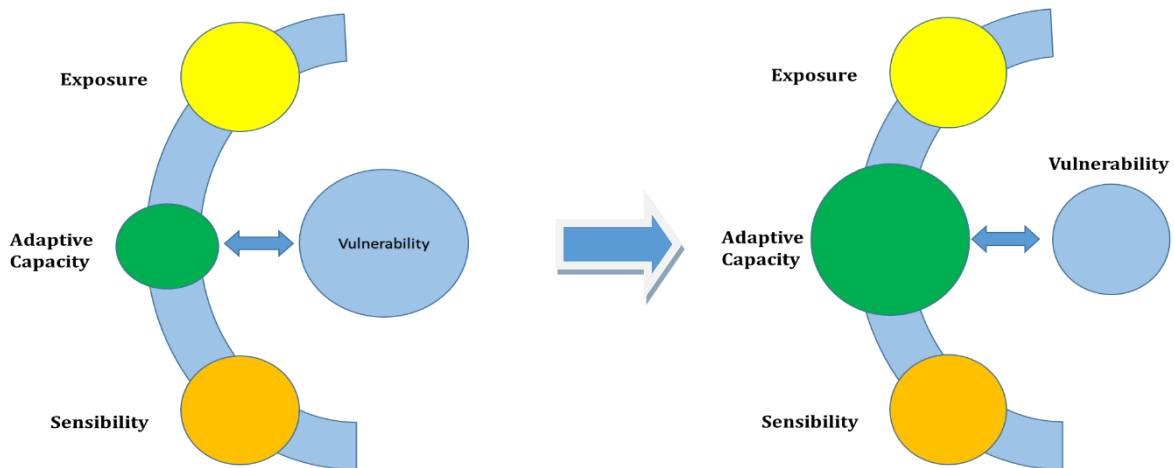 Exposure
Adaptive
Capacity
Vulnerability
Sensibility
Exposure
Vulnerability
Adaptive
Capacity
Sensibility